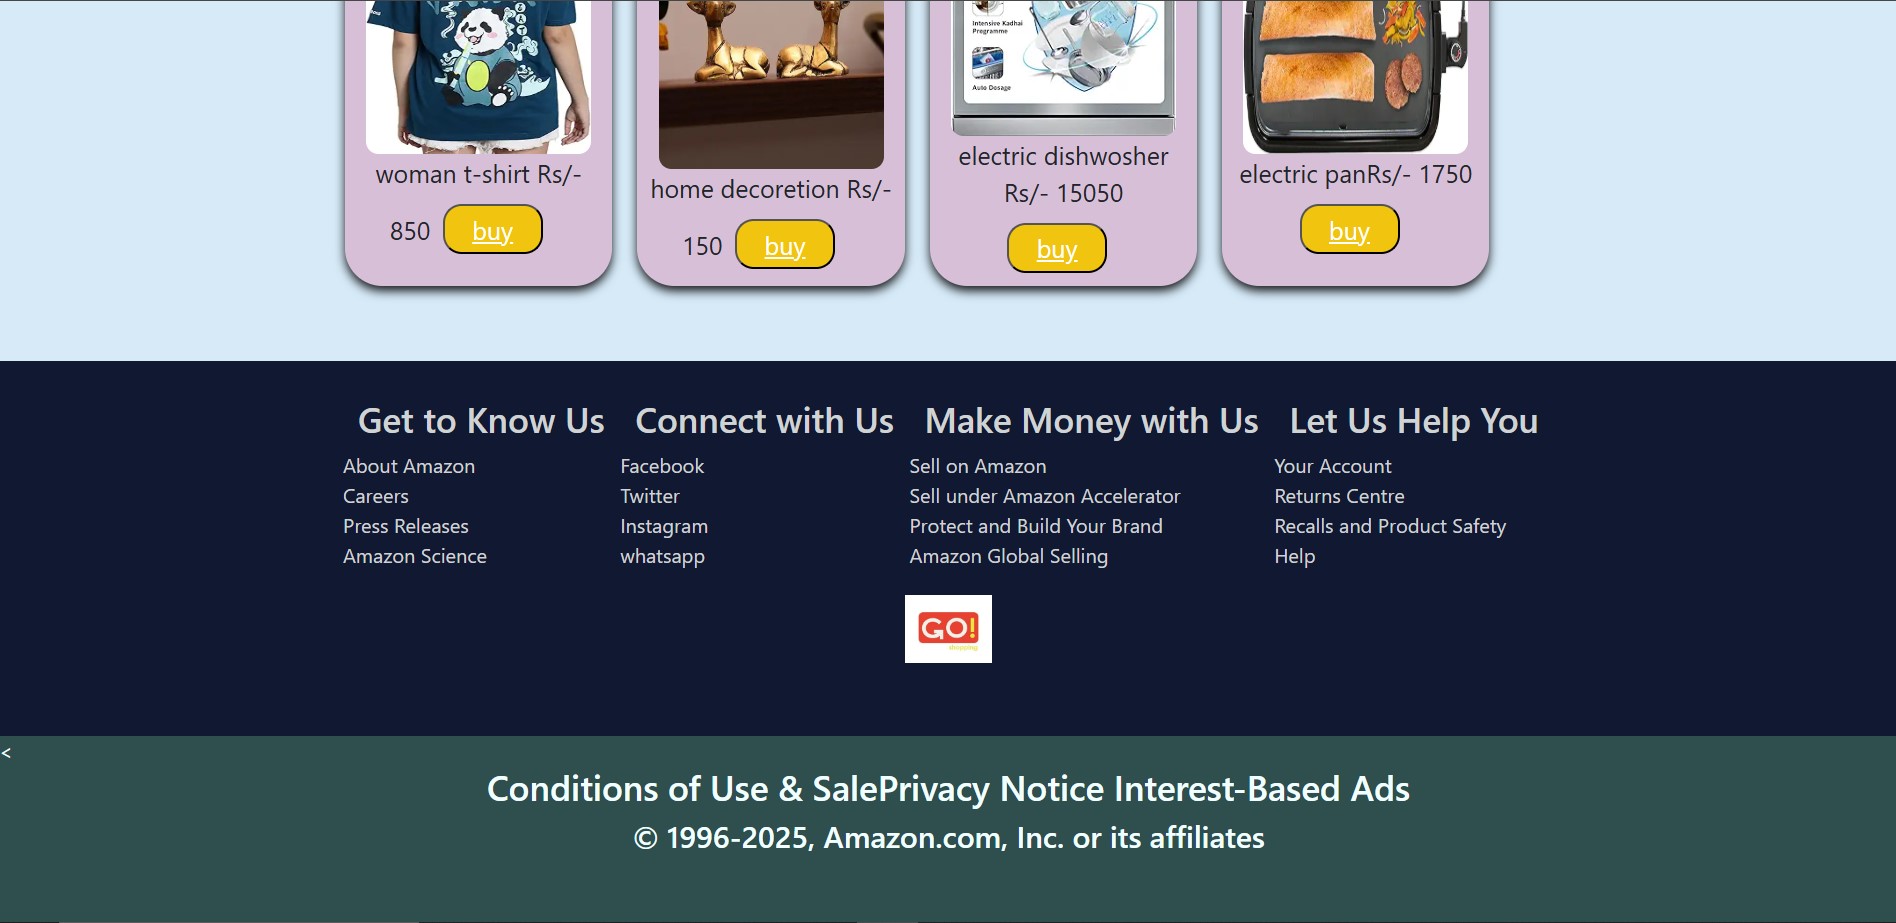 Intensive Kadhai
Programme
Auto Dosage
woman t-shirt Rs/-
850 buy
home decoretion Rs/-
150 buy
electric dishwosher
Rs/- 15050
buy
electric panRs/- 1750
buy
Get to Know Us
About Amazon
Careers
Press Releases
Amazon Science
Connect with Us
Facebook
Twitter
Instagram
whatsapp
Make Money with Us
Sell on Amazon
Sell under Amazon Accelerator
Protect and Build Your Brand
Amazon Global Selling
Let Us Help You
Your Account
Returns Centre
Recalls and Product Safety
Help
GO!
shopping
<
Conditions of Use & SalePrivacy Notice Interest-Based Ads
© 1996-2025, Amazon.com, Inc. or its affiliates